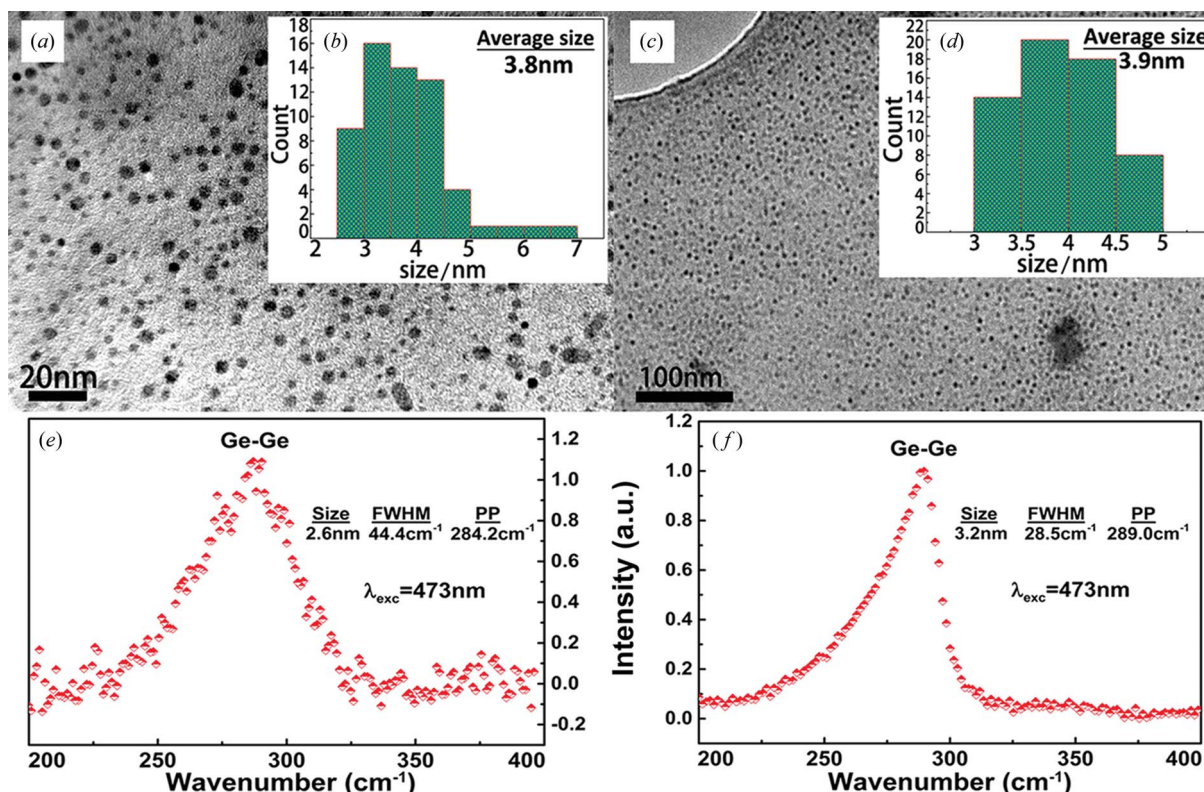 (a)
(b)
Average size
3.8nm
18
16
14
12
10
8
6
4
2
0
Count
2 3 4 5 6 7
size/nm
20nm
(c)
(d)
Average size
3.9nm
22
20
18
16
14
12
10
8
6
4
2
0
Count
3 3.5 4 4.5 5
size/nm
100nm
(e)
Ge-Ge
Size FWHM PP
2.6nm 44.4cm⁻¹ 284.2cm⁻¹
λexc=473nm
1.2
1.0
0.8
0.6
0.4
0.2
0.0
-0.2
200 250 300 350 400
Wavenumber (cm⁻¹)
(f)
Ge-Ge
Size FWHM PP
3.2nm 28.5cm⁻¹ 289.0cm⁻¹
λexc=473nm
Intensity (a.u.)
1.2
1.0
0.8
0.6
0.4
0.2
0.0
200 250 300 350 400
Wavenumber (cm⁻¹)